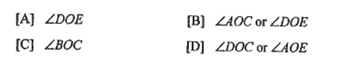 [A] ∠DOE [B] ∠AOC or ∠DOE
[C] ∠BOC [D] ∠DOC or ∠AOE